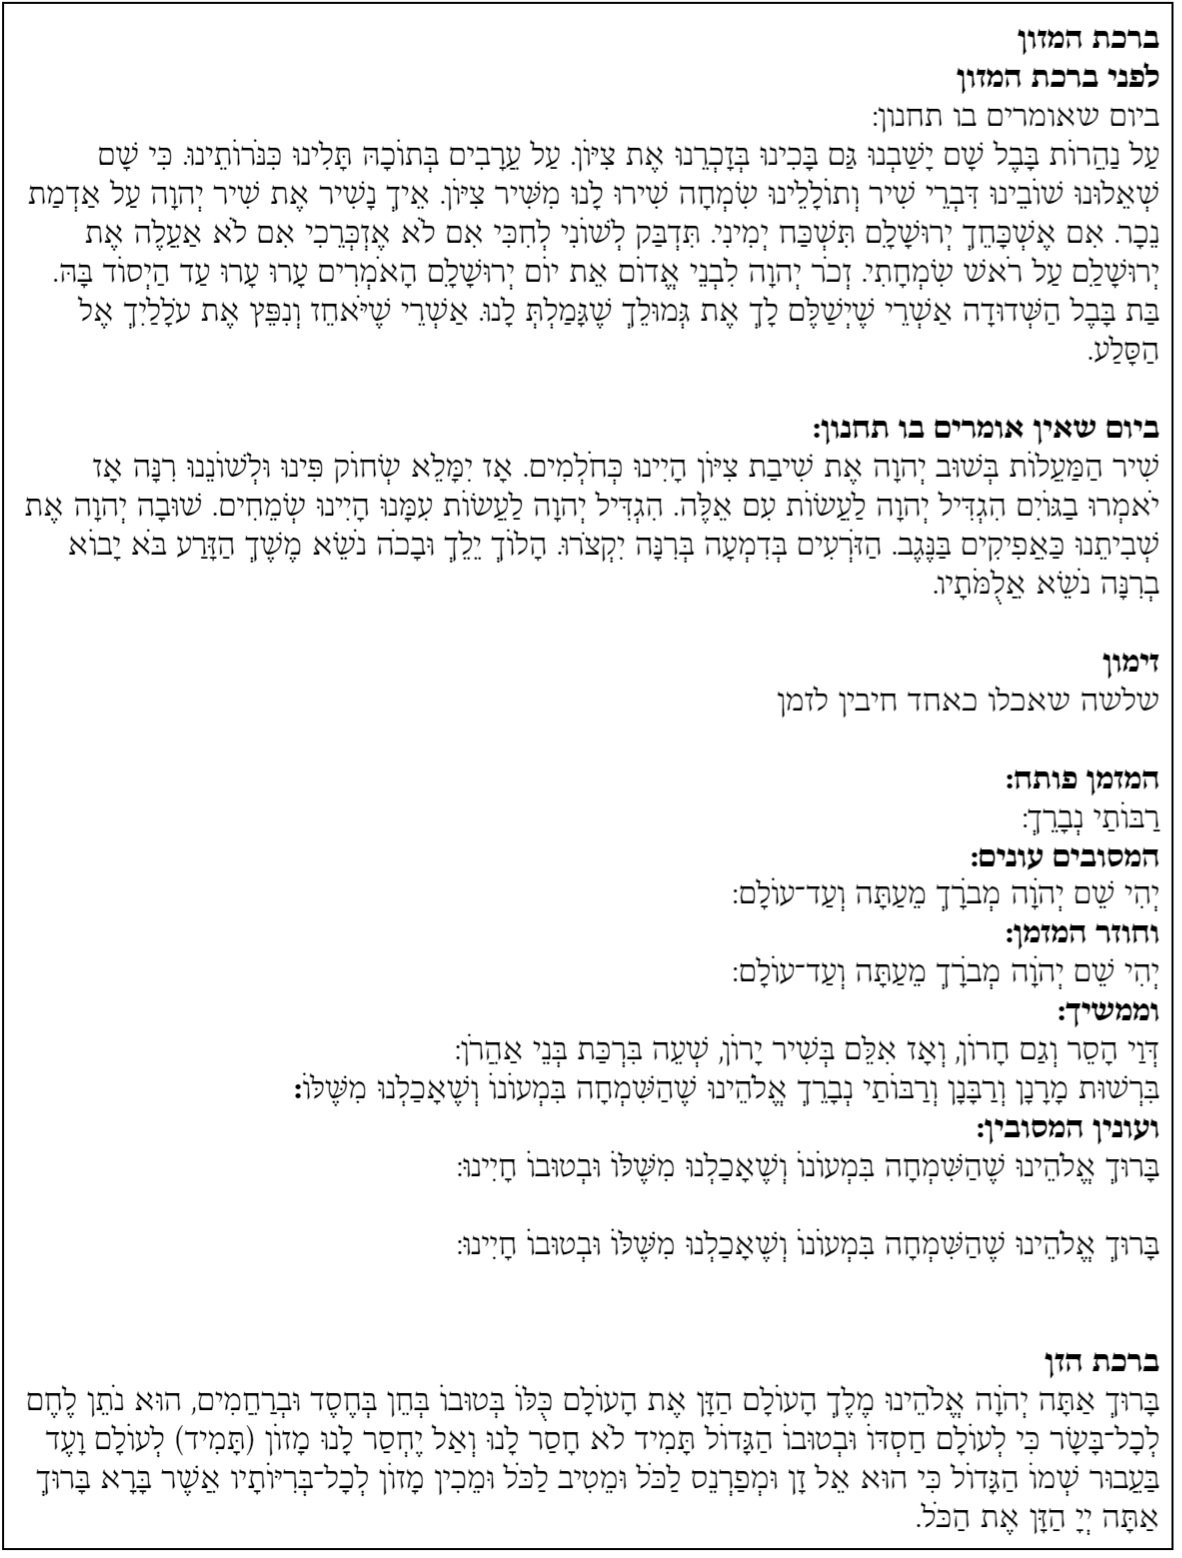 ברכת המזון
לפני ברכת המזון
ביום שאומרים בו תחנון:
עַל נַהֲרוֹת בָּבֶל שָׁם יָשַׁבְנוּ גַּם בָּכִינוּ בְּזָכְרֵנוּ אֶת צִיּוֹן. עַל עֲרָבִים בְּתוֹכָהּ תָּלִינוּ כִּנֹּרוֹתֵינוּ. כִּי שָׁם
שְׁאֵלוּנוּ שׁוֹבֵינוּ דִּבְרֵי שִׁיר וְתוֹלָלֵינוּ שִׂמְחָה שִׁירוּ לָנוּ מִשִּׁיר צִיּוֹן. אֵיךְ נָשִׁיר אֶת שִׁיר יְהוָה עַל אַדְמַת
נֵכָר. אִם אֶשְׁכָּחֵךְ יְרוּשָׁלִָם תִּשְׁכַּח יְמִינִי. תִּדְבַּק לְשׁוֹנִי לְחִכִּי אִם לֹא אֶזְכְּרֵכִי אִם לֹא אַעֲלֶה אֶת
יְרוּשָׁלִַם עַל רֹאשׁ שִׂמְחָתִי. זְכֹר יְהוָה לִבְנֵי אֱדוֹם אֵת יוֹם יְרוּשָׁלִָם הָאֹמְרִים עָרוּ עָרוּ עַד הַיְסוֹד בָּהּ.
בַּת בָּבֶל הַשְּׁדוּדָה אַשְׁרֵי שֶׁיְשַׁלֶּם לָךְ אֶת גְּמוּלֵךְ שֶׁגָּמַלְתְּ לָנוּ. אַשְׁרֵי שֶׁיֹּאחֵז וְנִפֵּץ אֶת עֹלָלַיִךְ אֶל
הַסָּלַע.
ביום שאין אומרים בו תחנון:
שִׁיר הַמַּעֲלוֹת בְּשׁוּב יְהוָה אֶת שִׁיבַת צִיּוֹן הָיִינוּ כְּחֹלְמִים. אָז יִמָּלֵא שְׂחוֹק פִּינוּ וּלְשׁוֹנֵנוּ רִנָּה אָז
יֹאמְרוּ בַגּוֹיִם הִגְדִּיל יְהוָה לַעֲשׂוֹת עִם אֵלֶּה. הִגְדִּיל יְהוָה לַעֲשׂוֹת עִמָּנוּ הָיִינוּ שְׂמֵחִים. שׁוּבָה יְהוָה אֶת
שְׁבִיתֵנוּ כַּאֲפִיקִים בַּנֶּגֶב. הַזֹּרְעִים בְּדִמְעָה בְּרִנָּה יִקְצֹרוּ. הָלוֹךְ יֵלֵךְ וּבָכֹה נֹשֵׂא מֶשֶׁךְ הַזָּרַע בֹּא יָבוֹא
בְרִנָּה נֹשֵׂא אֲלֻמֹּתָיו.
זימון
שלשה שאכלו כאחד חיבין לזמן
המזמן פותח:
רַבּוֹתַי נְבָרֵךְ:
המסובים עונים:
יְהִי שֵׁם יְהֹוָה מְבֹרָךְ מֵעַתָּה וְעַד־עוֹלָם:
וחוזר המזמן:
יְהִי שֵׁם יְהֹוָה מְבֹרָךְ מֵעַתָּה וְעַד־עוֹלָם:
וממשיך:
דְּוַי הָסֵר וְגַם חָרוֹן, וְאָז אִלֵּם בְּשִׁיר יָרוֹן, שְׁעֵה בִּרְכַּת בְּנֵי אַהֲרֹן:
בִּרְשׁוּת מָרָנָן וְרַבָּנָן וְרַבּוֹתַי נְבָרֵךְ אֱלֹהֵינוּ שֶׁהַשִּׂמְחָה בִּמְעוֹנוֹ וְשֶׁאָכַלְנוּ מִשֶּׁלּוֹ:
ועונין המסובין:
בָּרוּךְ אֱלֹהֵינוּ שֶׁהַשִּׂמְחָה בִּמְעוֹנוֹ וְשֶׁאָכַלְנוּ מִשֶּׁלּוֹ וּבְטוּבוֹ חָיִינוּ:
בָּרוּךְ אֱלֹהֵינוּ שֶׁהַשִּׂמְחָה בִּמְעוֹנוֹ וְשֶׁאָכַלְנוּ מִשֶּׁלּוֹ וּבְטוּבוֹ חָיִינוּ:
ברכת הזן
בָּרוּךְ אַתָּה יְהֹוָה אֱלֹהֵינוּ מֶלֶךְ הָעוֹלָם הַזָּן אֶת הָעוֹלָם כֻּלּוֹ בְּטוּבוֹ בְּחֵן בְּחֶסֶד וּבְרַחֲמִים, הוּא נֹתֵן לֶחֶם
לְכָל־בָּשָׂר כִּי לְעוֹלָם חַסְדּוֹ וּבְטוּבוֹ הַגָּדוֹל תָּמִיד לֹא חָסַר לָנוּ וְאַל יֶחְסַר לָנוּ מָזוֹן (תָּמִיד) לְעוֹלָם וָעֶד
בַּעֲבוּר שְׁמוֹ הַגָּדוֹל כִּי הוּא אֵל זָן וּמְפַרְנֵס לַכֹּל וּמֵטִיב לַכֹּל וּמֵכִין מָזוֹן לְכָל־בְּרִיּוֹתָיו אֲשֶׁר בָּרָא בָּרוּךְ
אַתָּה יְיָ הַזָּן אֶת הַכֹּל.